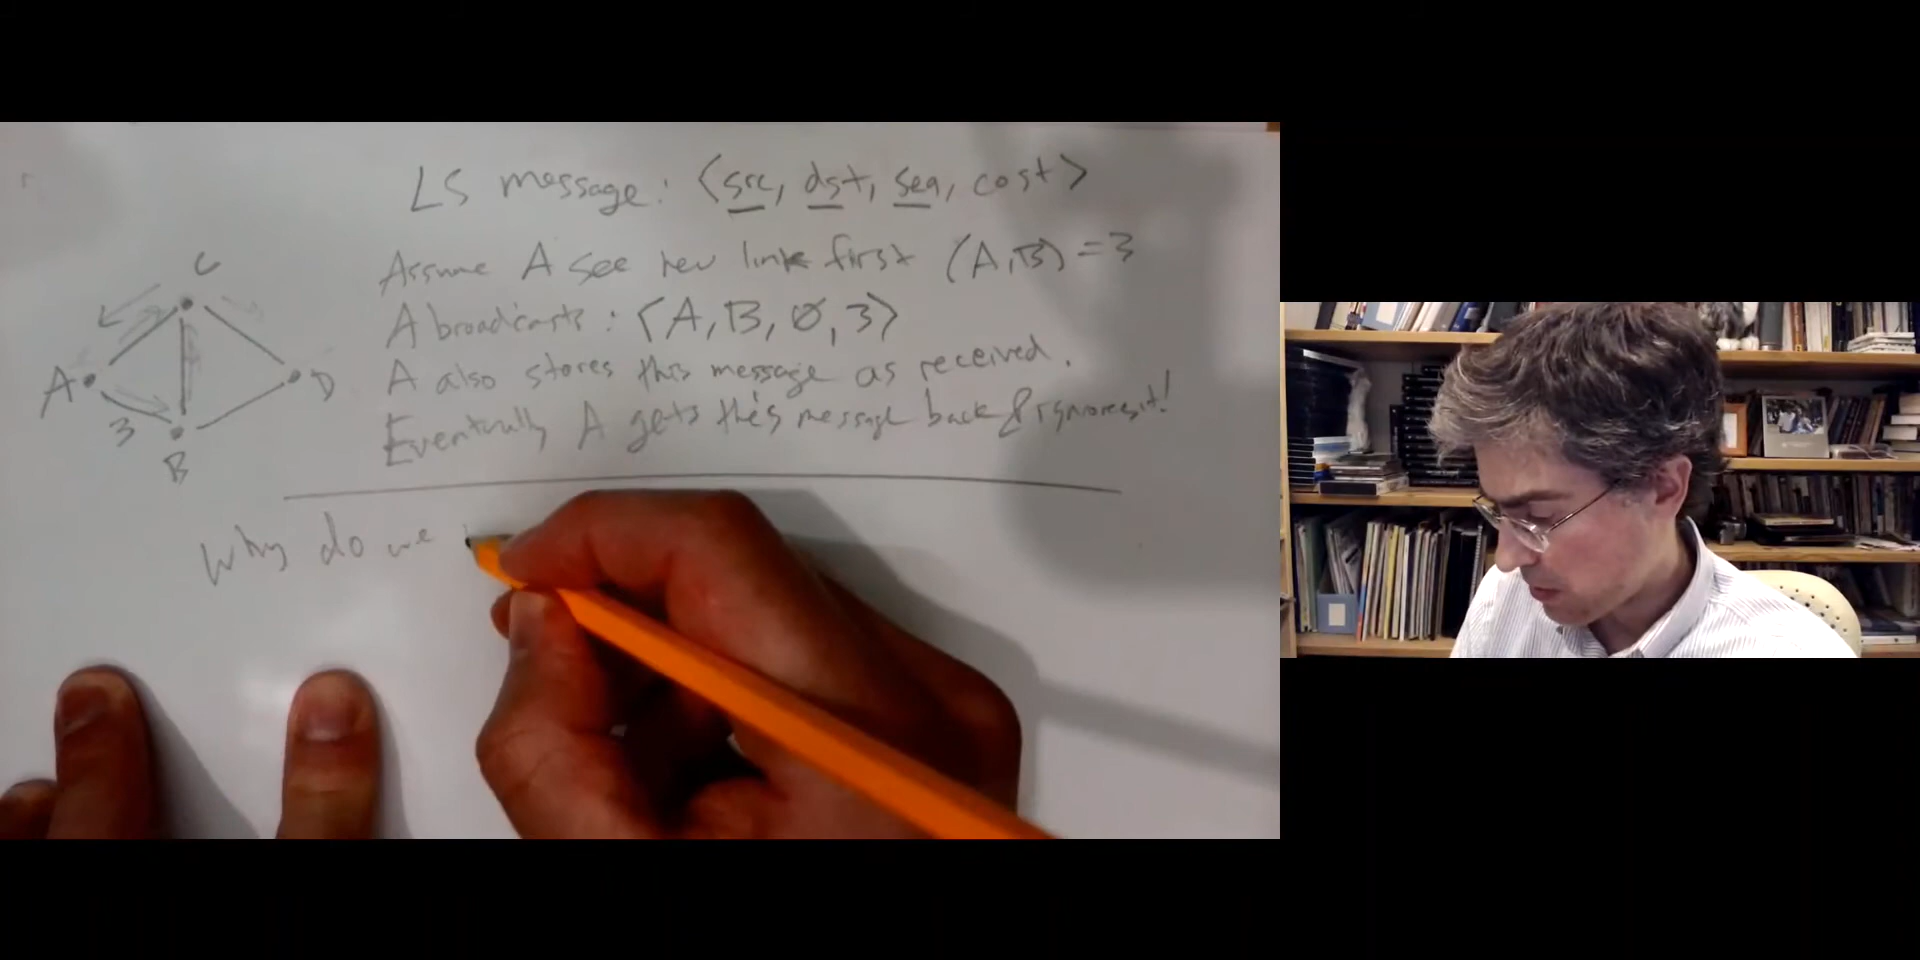 LS message: <src, dst, seq, cost>
Assume A see new link first (A,B) = 3
A broadcasts: <A, B, Ø, 3>
A also stores this message as received.
Eventually A gets this message back & ignores it!
C
A
D
3
B
Why do we